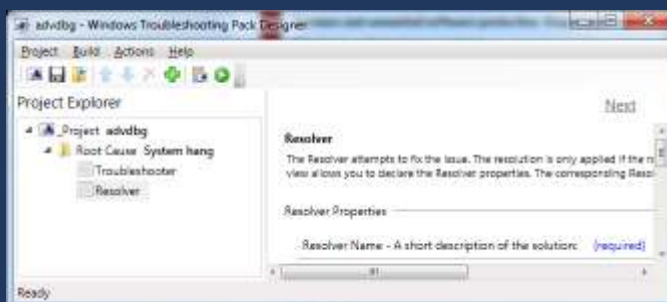 advdbg - Windows Troubleshooting Pack Designer
Project Build Actions Help
Project Explorer
_Project advdbg
Root Cause System hang
Troubleshooter
Resolver
Next
Resolver
The Resolver attempts to fix the issue. The resolution is only applied if the
view allows you to declare the Resolver properties. The corresponding
Resolver Properties
Resolver Name - A short description of the solution: (required)
Ready